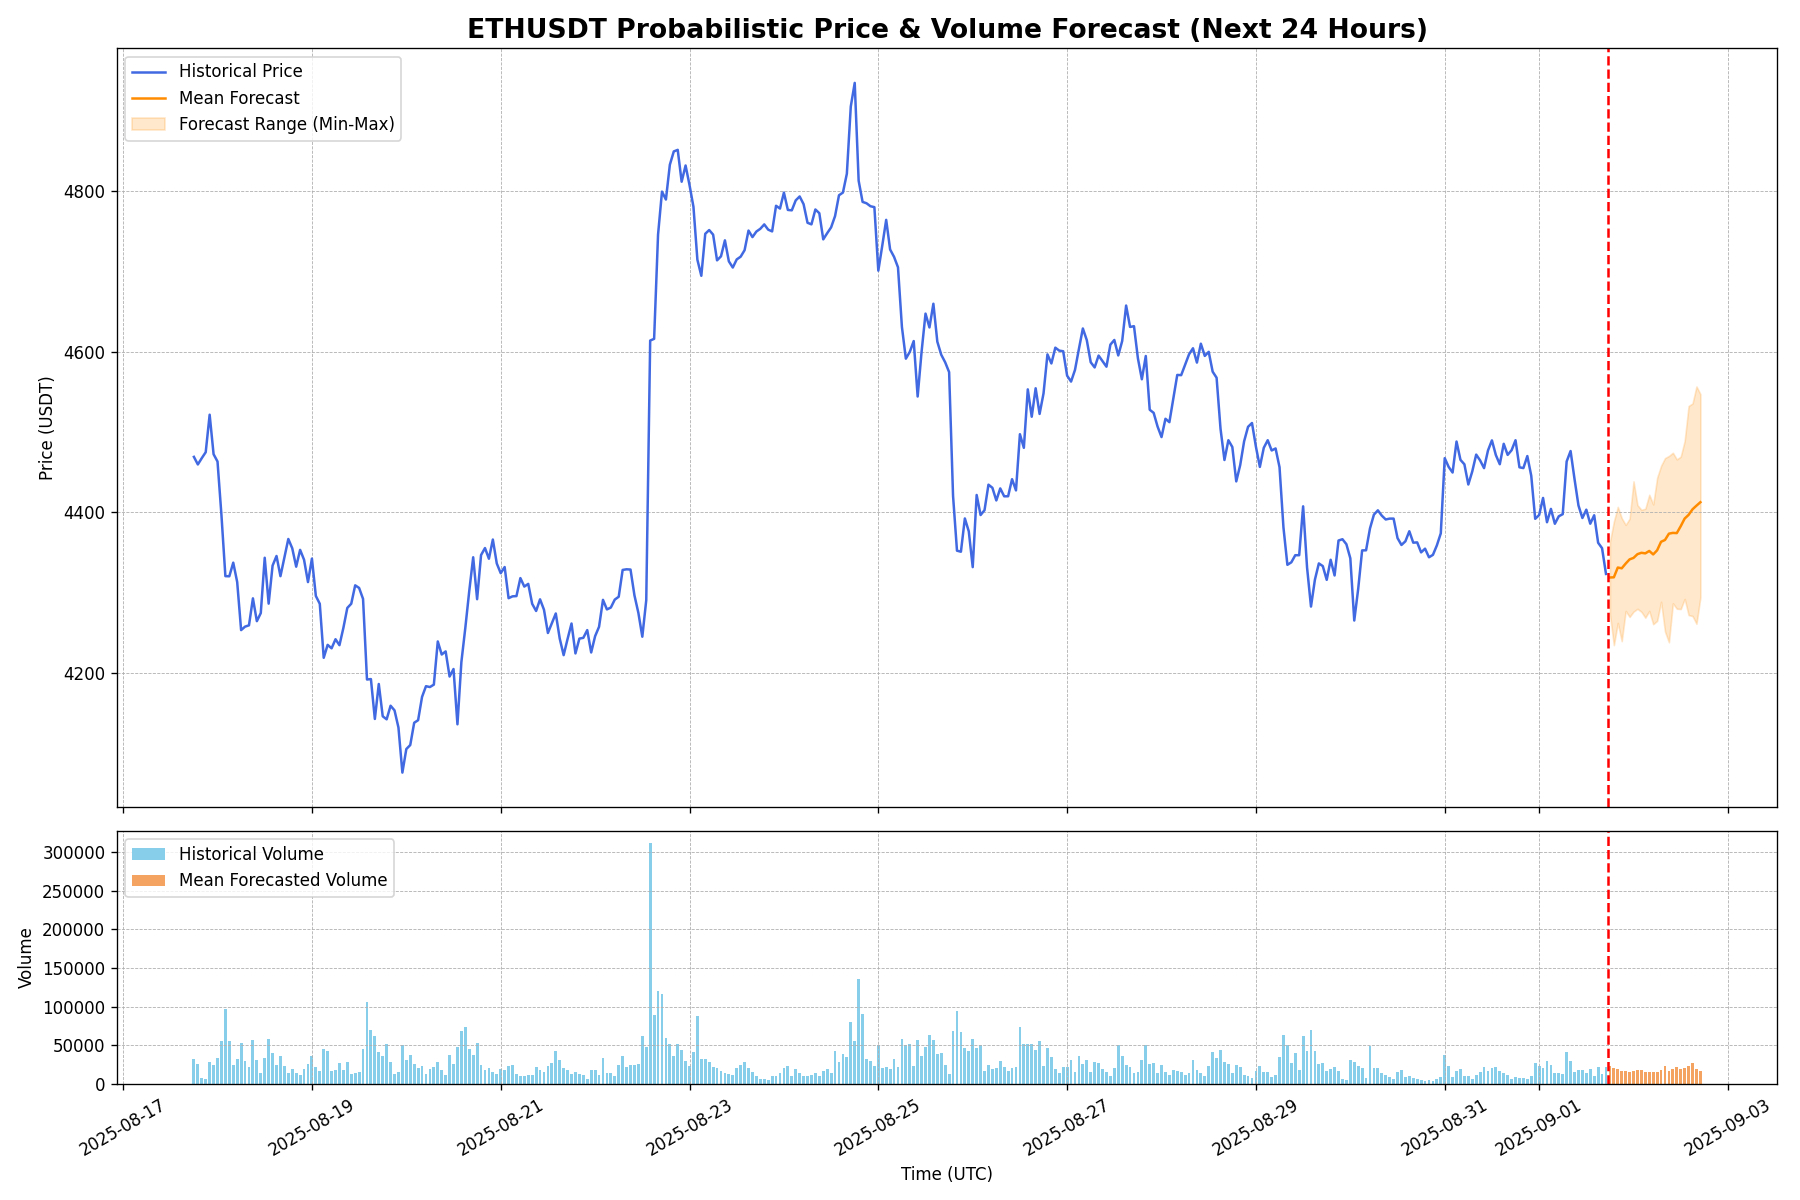 ETHUSDT Probabilistic Price & Volume Forecast (Next 24 Hours)
Historical Price
Mean Forecast
Forecast Range (Min-Max)
Price (USDT)
4800
4600
4400
4200
Historical Volume
Mean Forecasted Volume
Volume
300000
250000
200000
150000
100000
50000
0
2025-08-17
2025-08-19
2025-08-21
2025-08-23
2025-08-25
2025-08-27
2025-08-29
2025-08-31
2025-09-01
2025-09-03
Time (UTC)